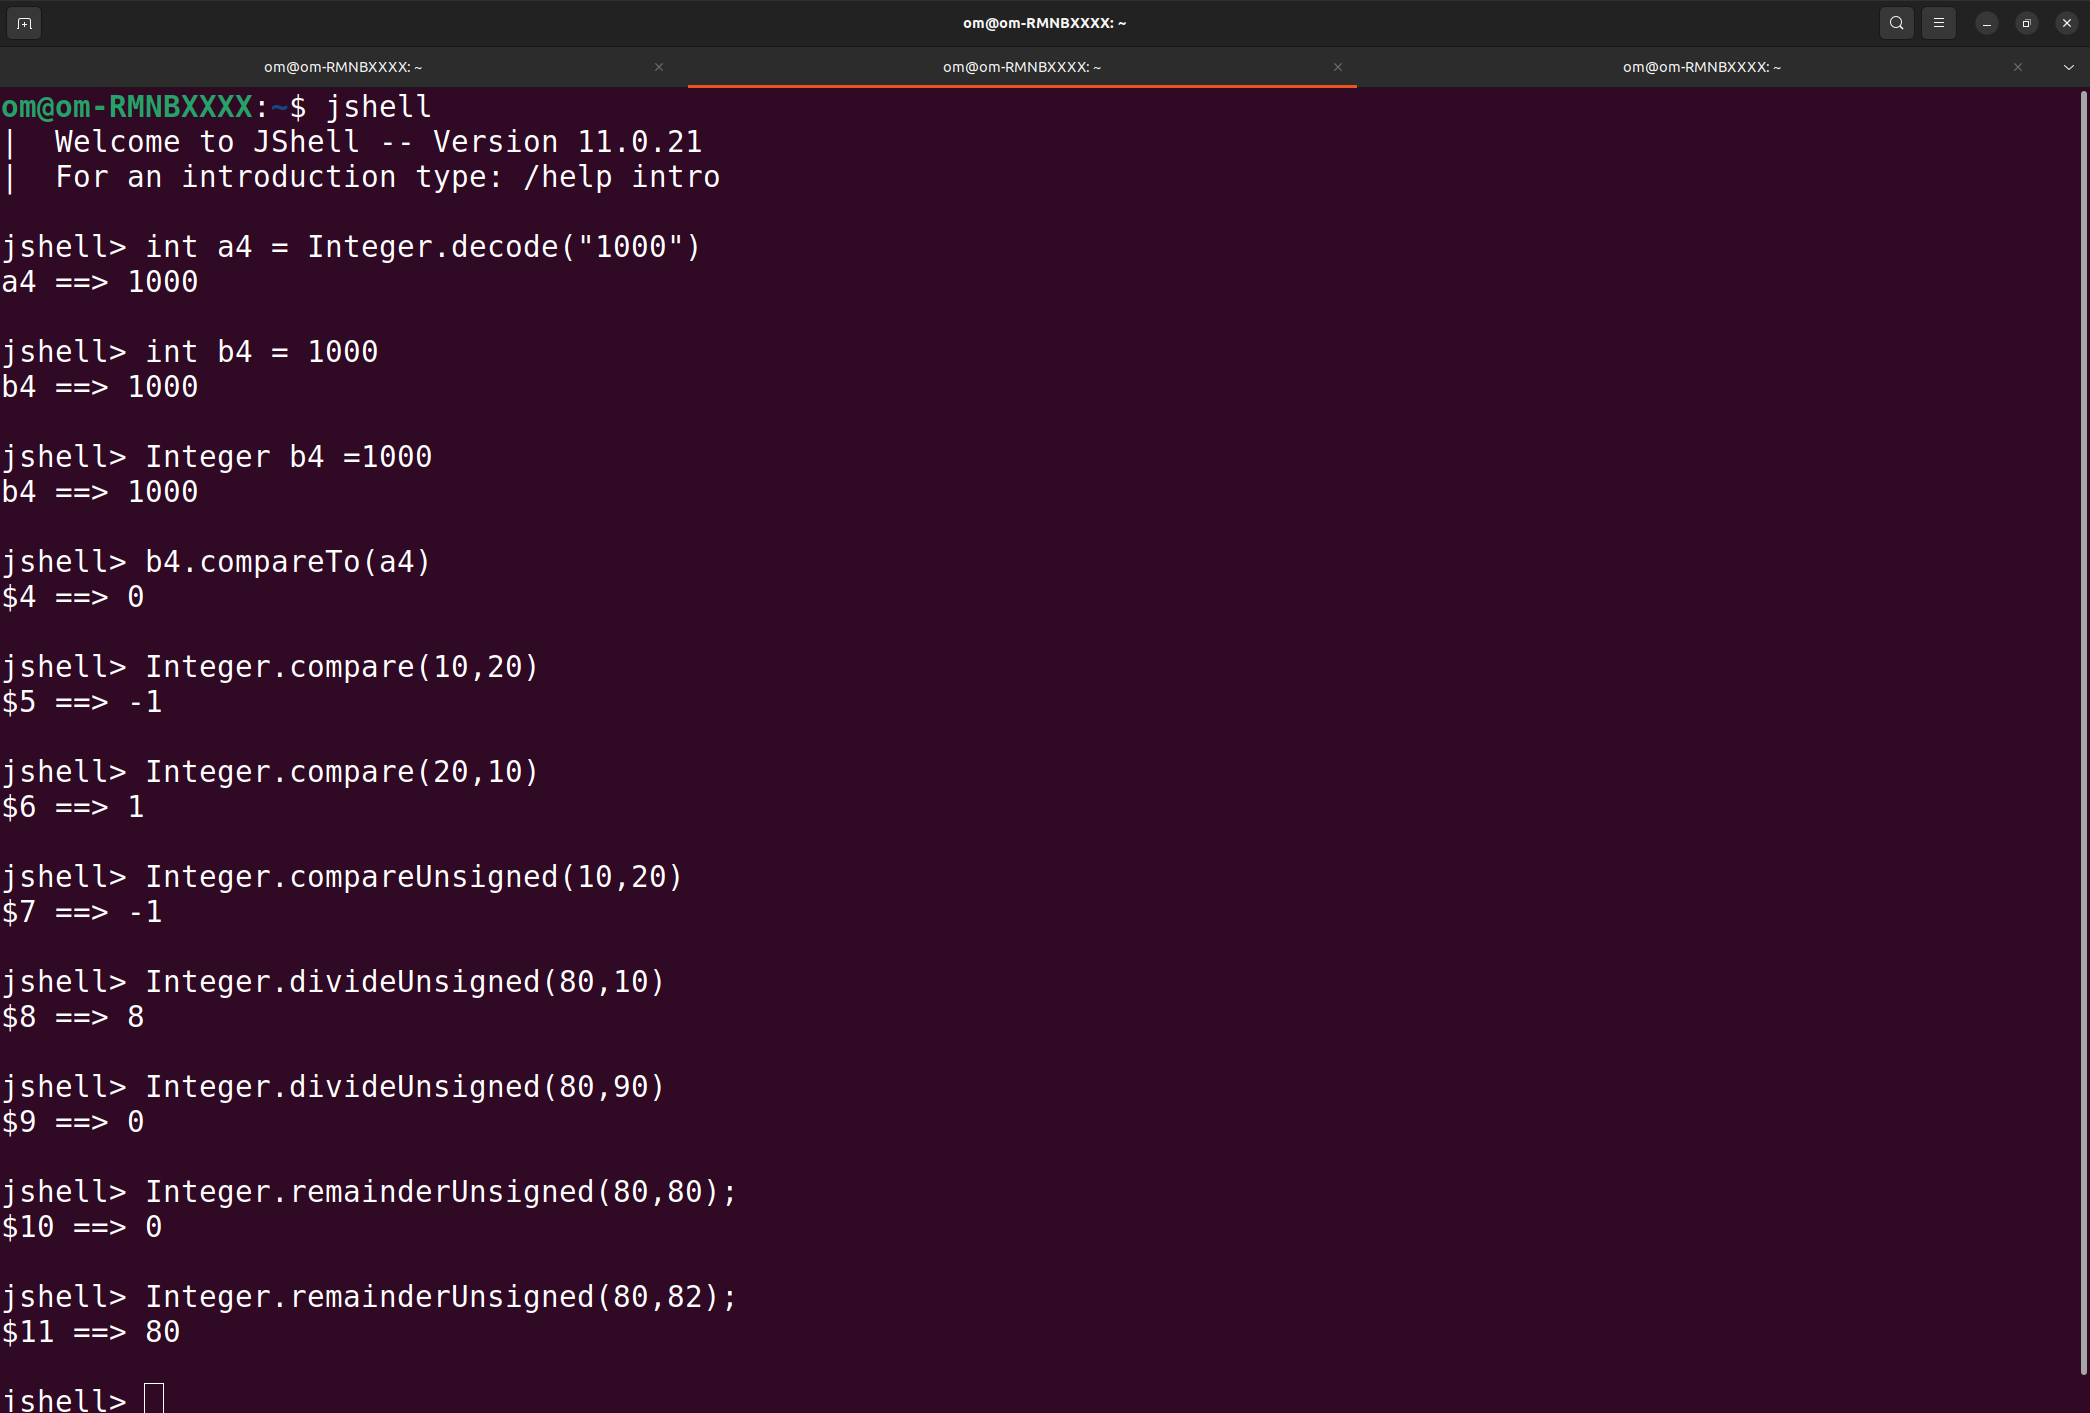 om@om-RMNBXXXX: ~
om@om-RMNBXXXX: ~
om@om-RMNBXXXX: ~
om@om-RMNBXXXX: ~
om@om-RMNBXXXX:~$ jshell
|  Welcome to JShell -- Version 11.0.21
|  For an introduction type: /help intro
jshell> int a4 = Integer.decode("1000")
a4 ==> 1000
jshell> int b4 = 1000
b4 ==> 1000
jshell> Integer b4 =1000
b4 ==> 1000
jshell> b4.compareTo(a4)
$4 ==> 0
jshell> Integer.compare(10,20)
$5 ==> -1
jshell> Integer.compare(20,10)
$6 ==> 1
jshell> Integer.compareUnsigned(10,20)
$7 ==> -1
jshell> Integer.divideUnsigned(80,10)
$8 ==> 8
jshell> Integer.divideUnsigned(80,90)
$9 ==> 0
jshell> Integer.remainderUnsigned(80,80);
$10 ==> 0
jshell> Integer.remainderUnsigned(80,82);
$11 ==> 80
jshell>